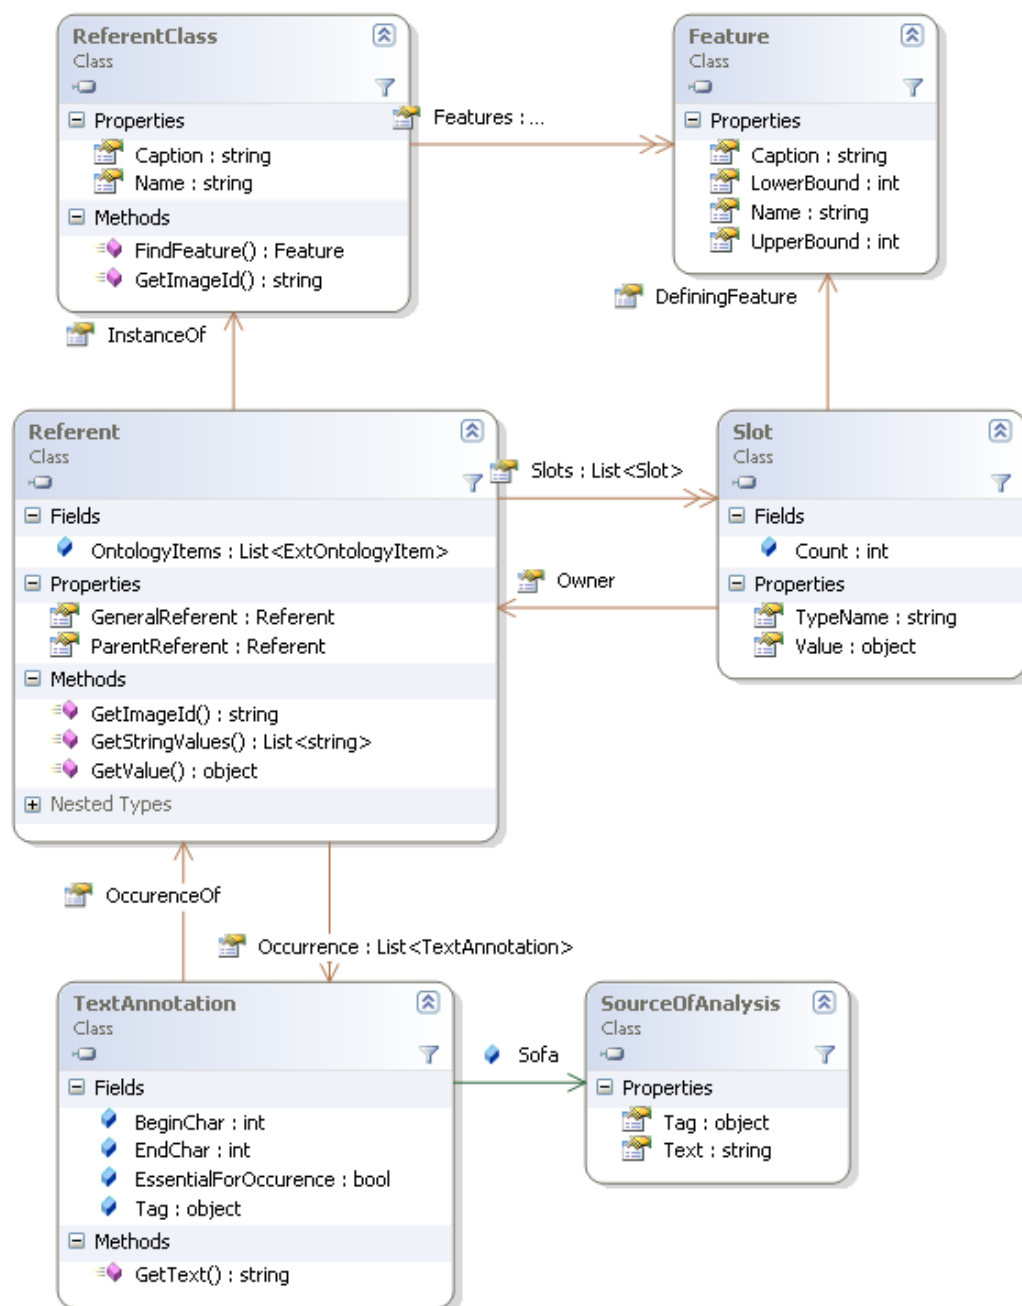 ReferentClass
Class
Properties
Caption : string
Name : string
Methods
FindFeature() : Feature
GetImageId() : string
Features : ...
Feature
Class
Properties
Caption : string
LowerBound : int
Name : string
UpperBound : int
InstanceOf
DefiningFeature
Referent
Class
Fields
OntologyItems : List<ExtOntologyItem>
Properties
GeneralReferent : Referent
ParentReferent : Referent
Methods
GetImageId() : string
GetStringValues() : List<string>
GetValue() : object
Nested Types
Slots : List<Slot>
Owner
Slot
Class
Fields
Count : int
Properties
TypeName : string
Value : object
OccurenceOf
Occurrence : List<TextAnnotation>
TextAnnotation
Class
Fields
BeginChar : int
EndChar : int
EssentialForOccurence : bool
Tag : object
Methods
GetText() : string
Sofa
SourceOfAnalysis
Class
Properties
Tag : object
Text : string